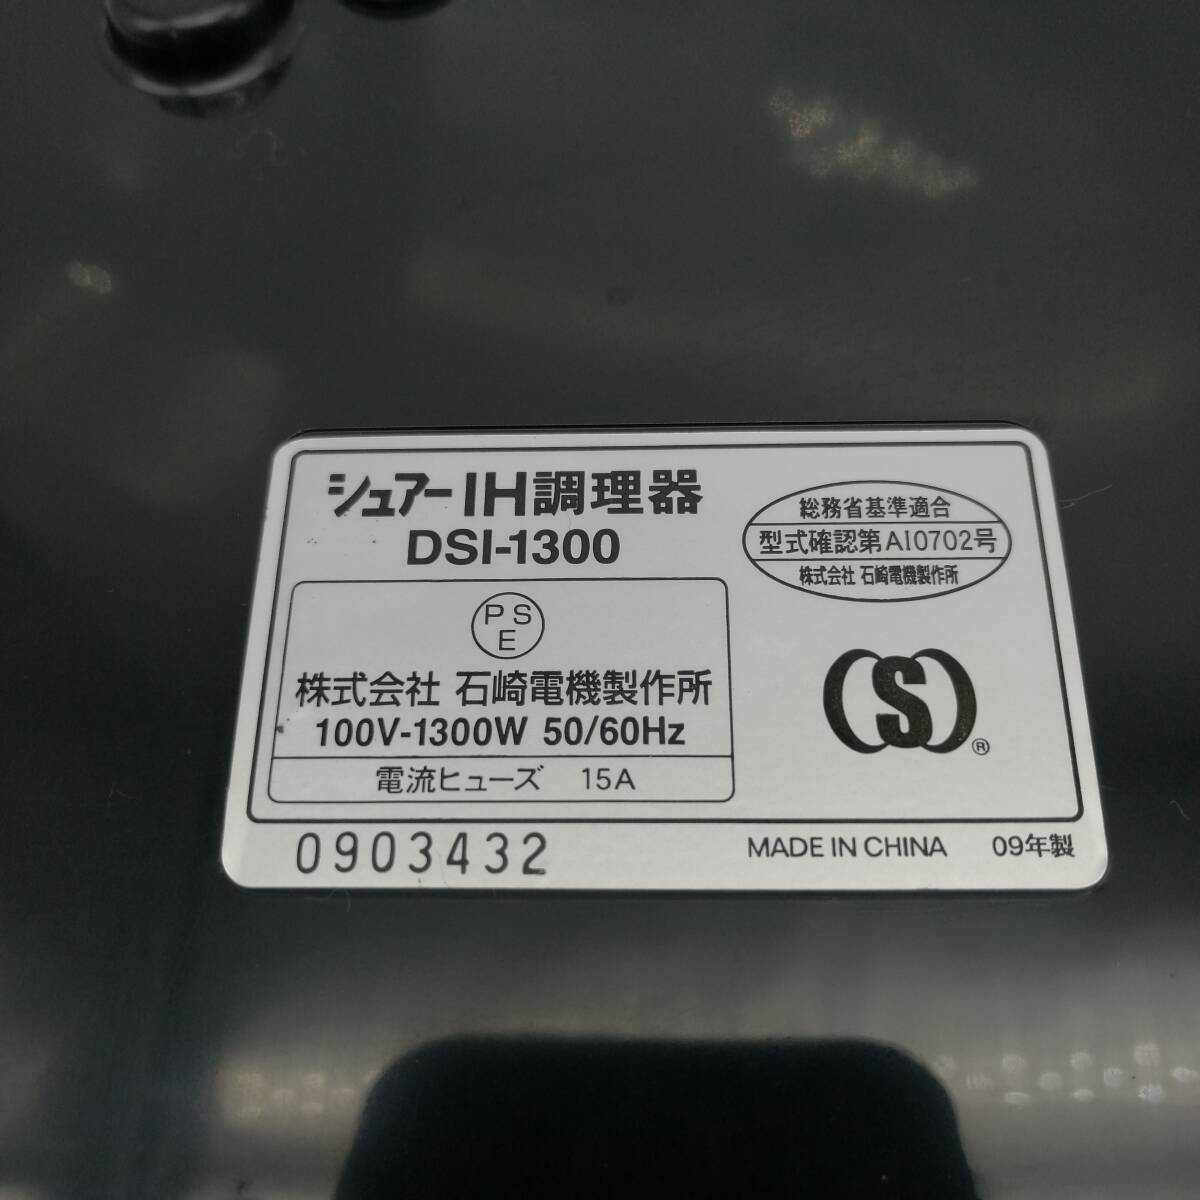 シュアーIH調理器
DSI-1300
PSE
株式会社 石崎電機製作所
100V-1300W 50/60Hz
電流ヒューズ 15A
総務省基準適合
型式確認第AI0702号
株式会社 石崎電機製作所
(S)®
0903432
MADE IN CHINA 09年製